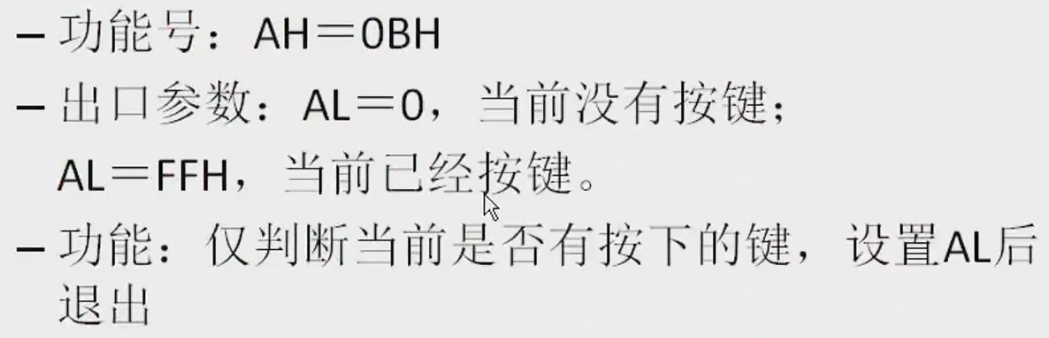 – 功能号：AH＝0BH
– 出口参数：AL＝0，当前没有按键；
AL＝FFH，当前已经按键。
– 功能：仅判断当前是否有按下的键，设置AL后
退出